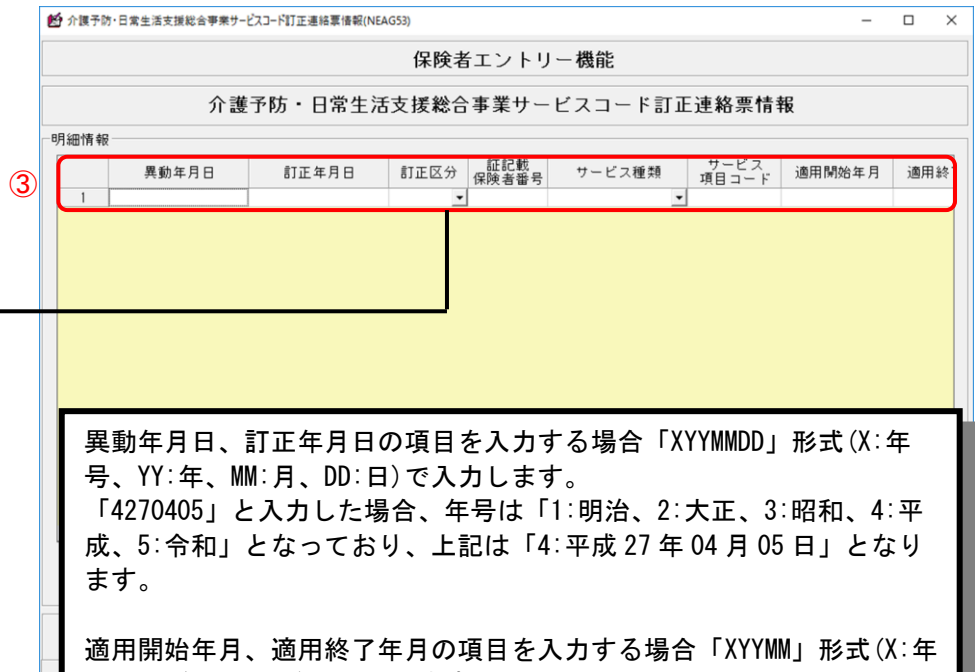 介護予防・日常生活支援総合事業サービスコード訂正連絡票情報(NEAG53)
保険者エントリー機能
介護予防・日常生活支援総合事業サービスコード訂正連絡票情報
明細情報
③
異動年月日 訂正年月日 訂正区分 証記載保険者番号 サービス種類 サービス項目コード 適用開始年月 適用終
1
異動年月日、訂正年月日の項目を入力する場合「XYYMMDD」形式(X:年
号、YY:年、MM:月、DD:日)で入力します。
「4270405」と入力した場合、年号は「1:明治、2:大正、3:昭和、4:平
成、5:令和」となっており、上記は「4:平成 27 年 04 月 05 日」となり
ます。
適用開始年月、適用終了年月の項目を入力する場合「XYYMM」形式(X:年